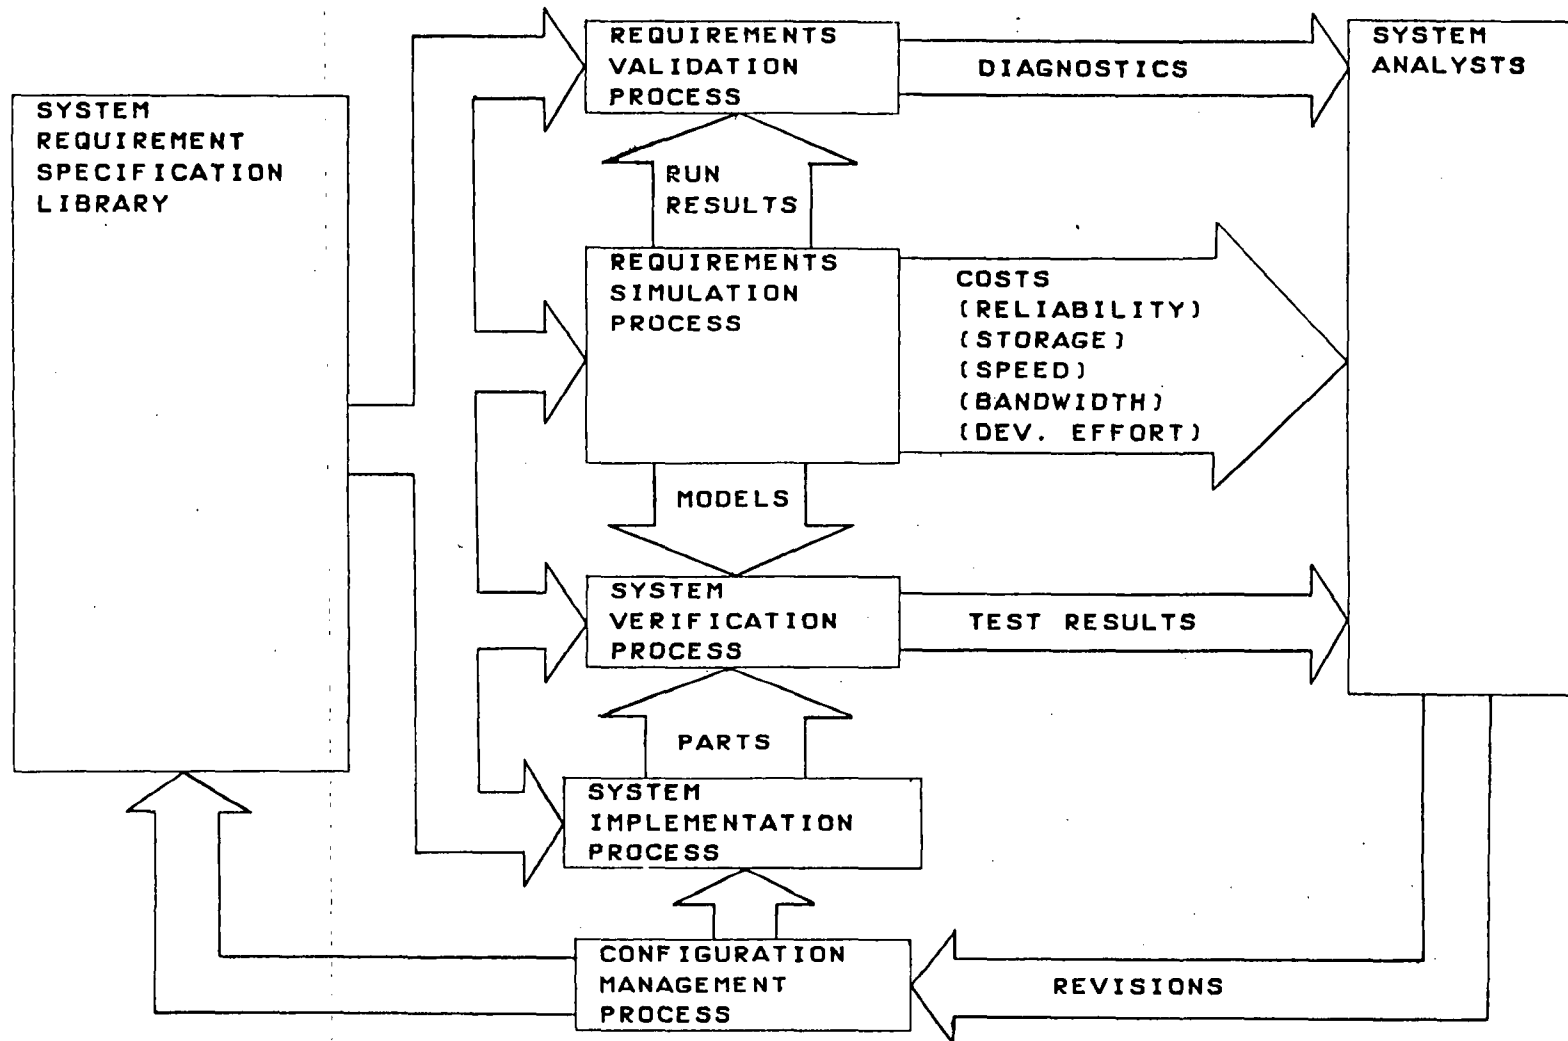 SYSTEM
REQUIREMENT
SPECIFICATION
LIBRARY
REQUIREMENTS
VALIDATION
PROCESS
DIAGNOSTICS
SYSTEM
ANALYSTS
RUN
RESULTS
REQUIREMENTS
SIMULATION
PROCESS
COSTS
(RELIABILITY)
(STORAGE)
(SPEED)
(BANDWIDTH)
(DEV. EFFORT)
MODELS
SYSTEM
VERIFICATION
PROCESS
TEST RESULTS
PARTS
SYSTEM
IMPLEMENTATION
PROCESS
CONFIGURATION
MANAGEMENT
PROCESS
REVISIONS